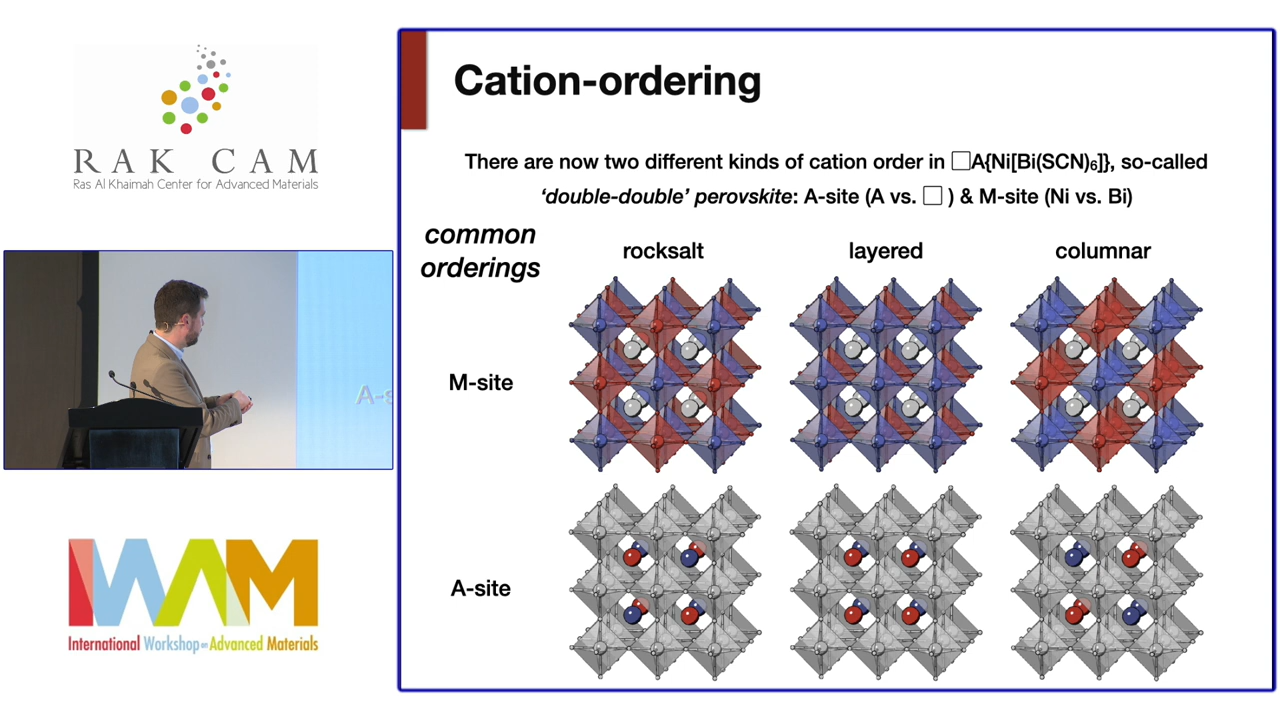 RAK CAM
Ras Al Khaimah Center for Advanced Materials
Cation-ordering
There are now two different kinds of cation order in □A{Ni[Bi(SCN)₆]}, so-called
‘double-double’ perovskite: A-site (A vs. □ ) & M-site (Ni vs. Bi)
common
orderings
rocksalt
layered
columnar
M-site
A-site
IWAM
International Workshop on Advanced Materials